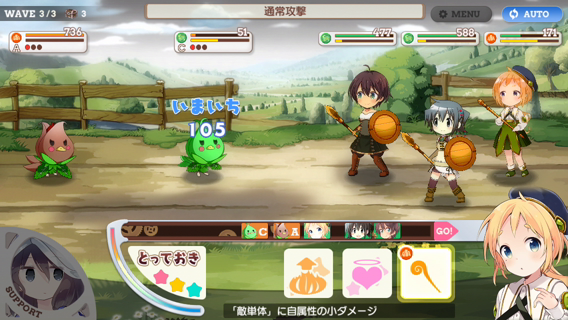 WAVE 3/3 3
通常攻撃
MENU
AUTO
736
A
51
C
477
588
171
いまいち
105
C A
GO!
とっておき
SUPPORT
「敵単体」に自属性の小ダメージ